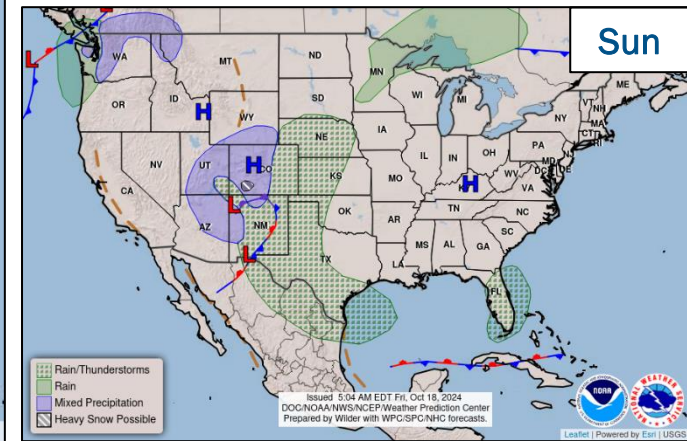 Sun
L
L
WA
MT
ND
MN
ME
OR
ID
H
WY
SD
WI
MI
VT
NH
NY
MA
CT
RI
NV
UT
H
CO
NE
IA
IL
IN
OH
PA
MD
DE
DC
CA
KS
MO
H
WV
VA
AZ
L
NM
OK
AR
TN
NC
SC
L
TX
LA
MS
AL
GA
FL
Rain/Thunderstorms
Rain
Mixed Precipitation
Heavy Snow Possible
Issued 5:04 AM EDT Fri, Oct 18, 2024
DOC/NOAA/NWS/NCEP/Weather Prediction Center
Prepared by Wilder with WPC/SPC/NHC forecasts.
NOAA
NATIONAL WEATHER SERVICE
Leaflet | Powered by Esri | USGS